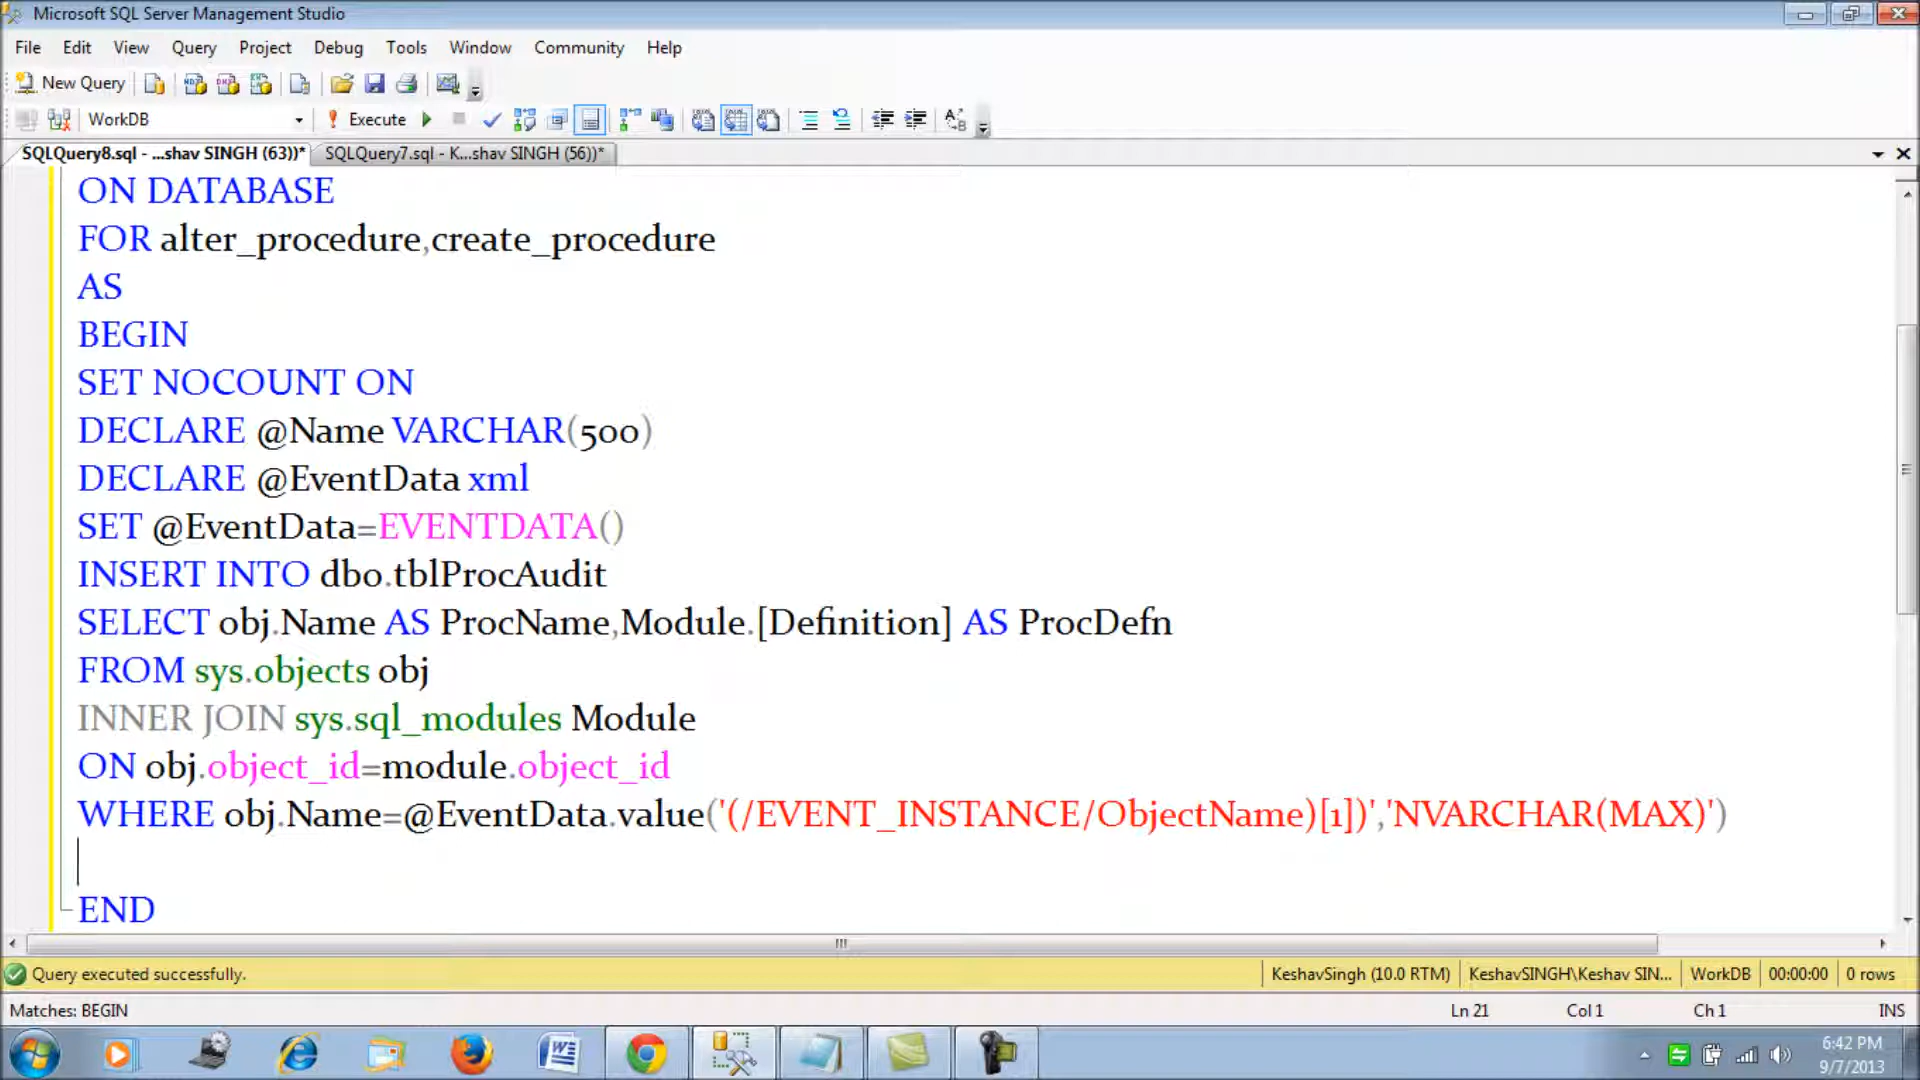 Microsoft SQL Server Management Studio
File Edit View Query Project Debug Tools Window Community Help
New Query
WorkDB Execute
SQLQuery8.sql - ...shav SINGH (63))* SQLQuery7.sql - K...shav SINGH (56))*
ON DATABASE
FOR alter_procedure,create_procedure
AS
BEGIN
SET NOCOUNT ON
DECLARE @Name VARCHAR(500)
DECLARE @EventData xml
SET @EventData=EVENTDATA()
INSERT INTO dbo.tblProcAudit
SELECT obj.Name AS ProcName,Module.[Definition] AS ProcDefn
FROM sys.objects obj
INNER JOIN sys.sql_modules Module
ON obj.object_id=module.object_id
WHERE obj.Name=@EventData.value('(/EVENT_INSTANCE/ObjectName)[1])','NVARCHAR(MAX)')
END
Query executed successfully. KeshavSingh (10.0 RTM) KeshavSINGH\Keshav SIN... WorkDB 00:00:00 0 rows
Matches: BEGIN Ln 21 Col 1 Ch 1 INS
6:42 PM
9/7/2013